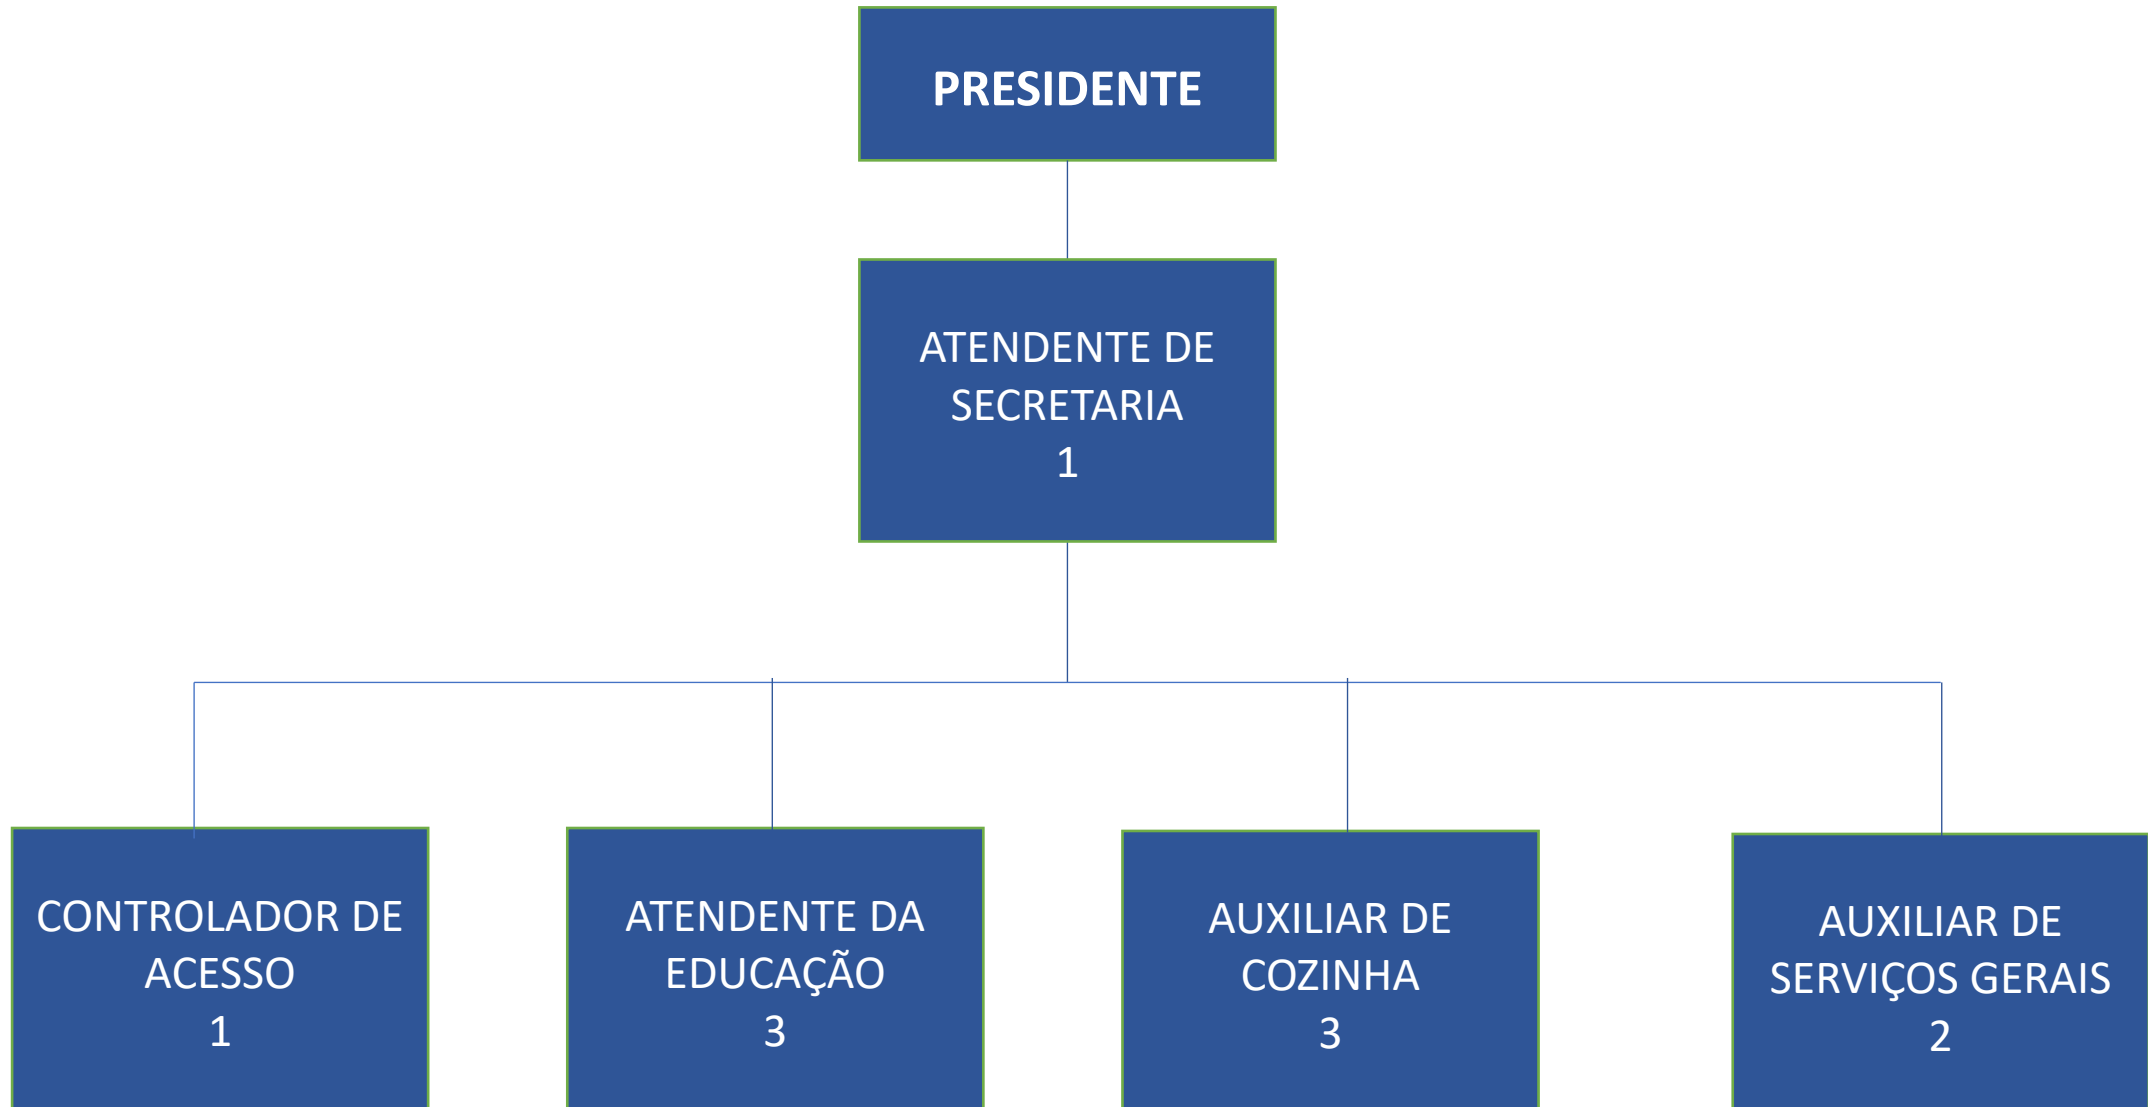 PRESIDENTE
ATENDENTE DE
SECRETARIA
1
CONTROLADOR DE
ACESSO
1
ATENDENTE DA
EDUCAÇÃO
3
AUXILIAR DE
COZINHA
3
AUXILIAR DE
SERVIÇOS GERAIS
2